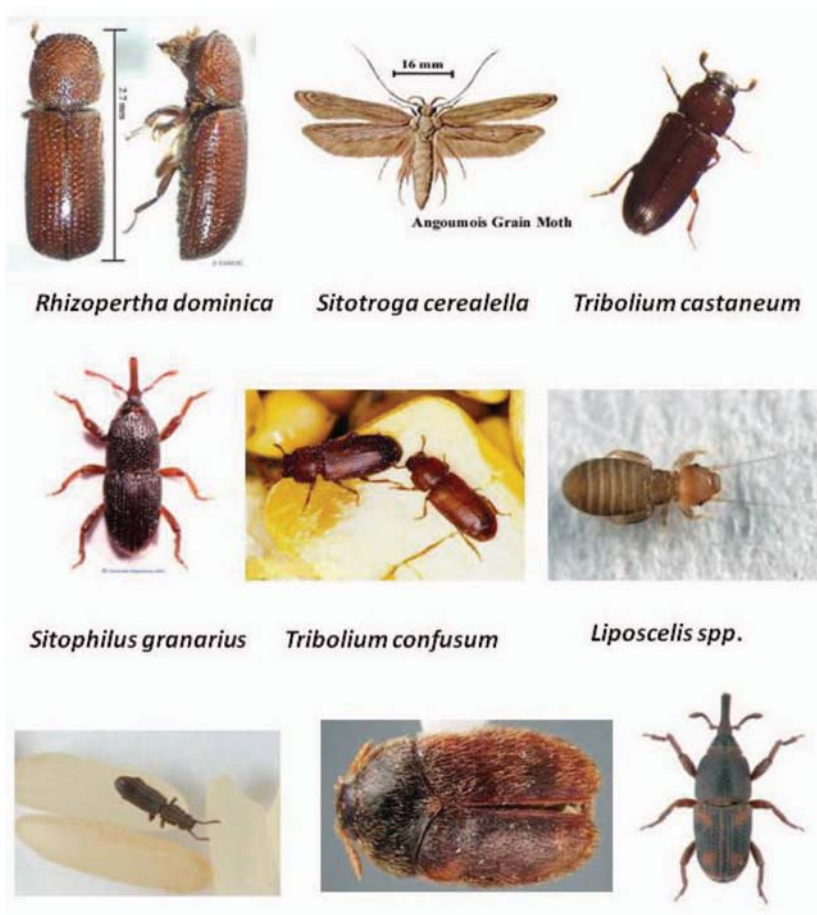 2.7 mm
16 mm
Angoumois Grain Moth
Rhizopertha dominica
Sitotroga cerealella
Tribolium castaneum
Sitophilus granarius
Tribolium confusum
Liposcelis spp.